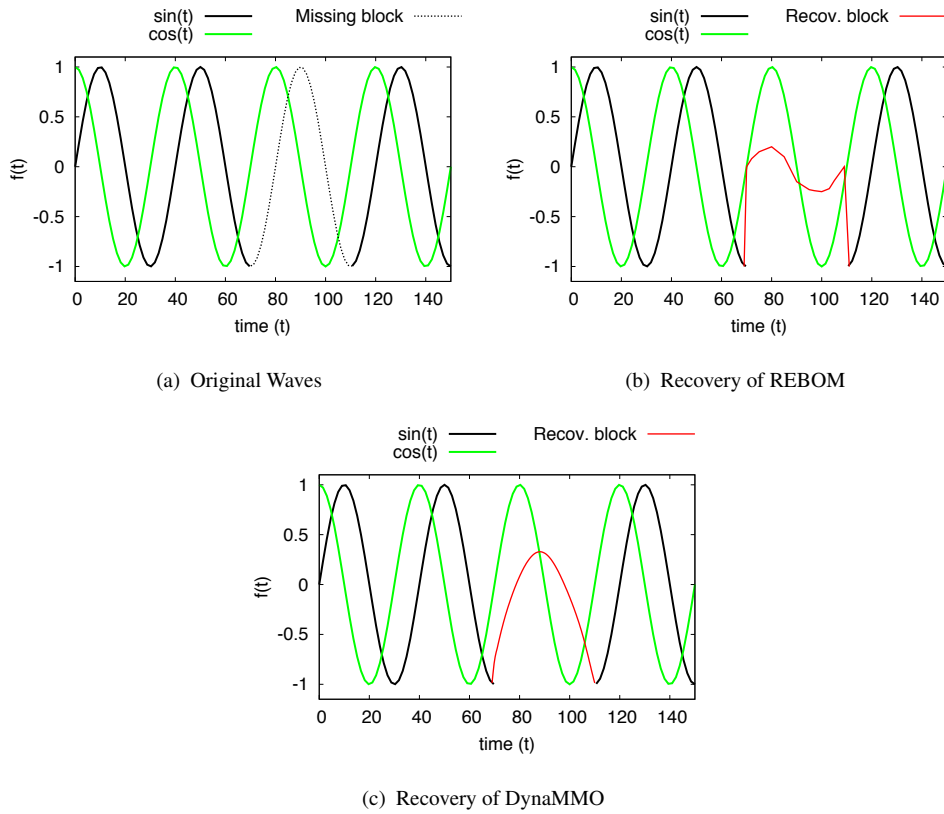 sin(t) Missing block
cos(t)
1
0.5
0
-0.5
-1
f(t)
0 20 40 60 80 100 120 140
time (t)
(a) Original Waves
sin(t) Recov. block
cos(t)
1
0.5
0
-0.5
-1
f(t)
0 20 40 60 80 100 120 140
time (t)
(b) Recovery of REBOM
sin(t) Recov. block
cos(t)
1
0.5
0
-0.5
-1
f(t)
0 20 40 60 80 100 120 140
time (t)
(c) Recovery of DynaMMO